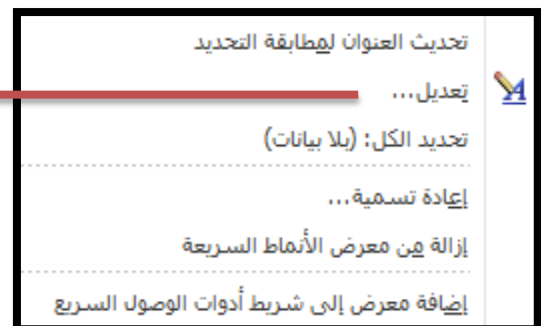 تحديث العنوان لمطابقة التحديد
تعديل...
تحديد الكل: (بلا بيانات)
إعادة تسمية...
إزالة من معرض الأنماط السريعة
إضافة معرض إلى شريط أدوات الوصول السريع